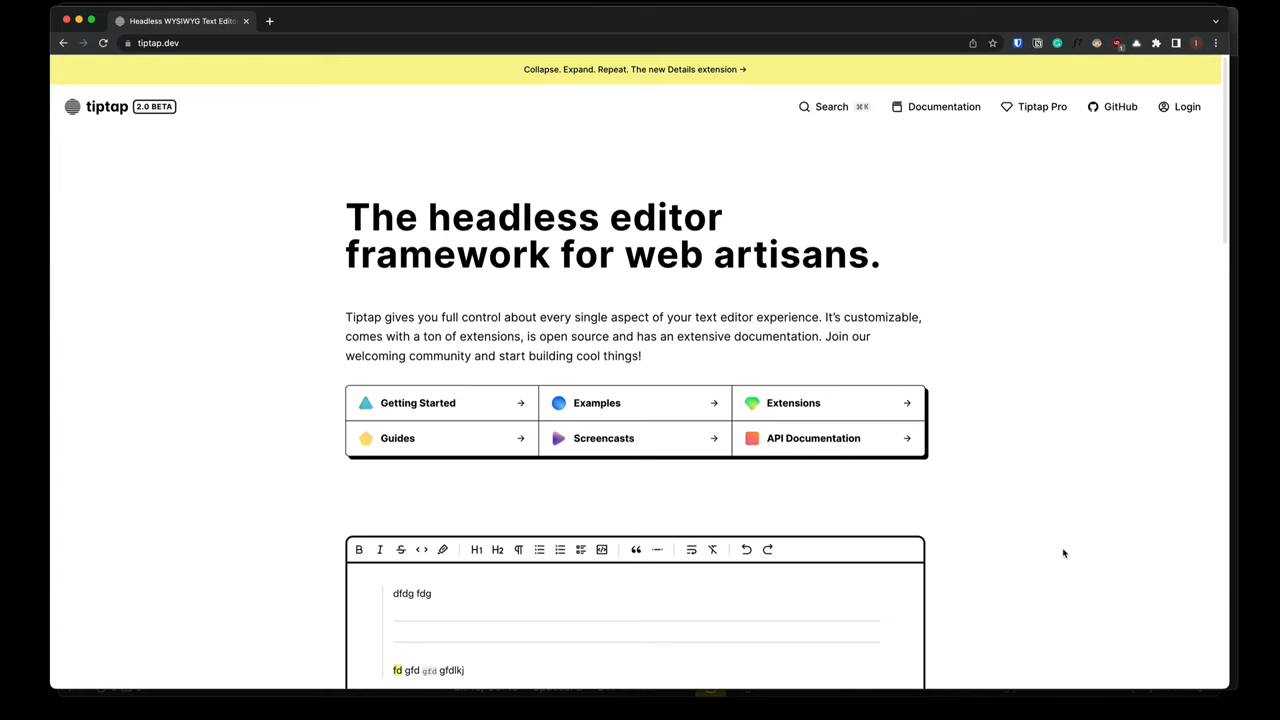 Headless WYSIWYG Text Edito
tiptap.dev
Collapse. Expand. Repeat. The new Details extension →
tiptap 2.0 BETA
Search ⌘K Documentation Tiptap Pro GitHub Login
The headless editor
framework for web artisans.
Tiptap gives you full control about every single aspect of your text editor experience. It's customizable,
comes with a ton of extensions, is open source and has an extensive documentation. Join our
welcoming community and start building cool things!
Getting Started → Examples → Extensions →
Guides → Screencasts → API Documentation →
B I S <> H1 H2 ¶
dfdg fdg
fd gfd gfd gfdlkj